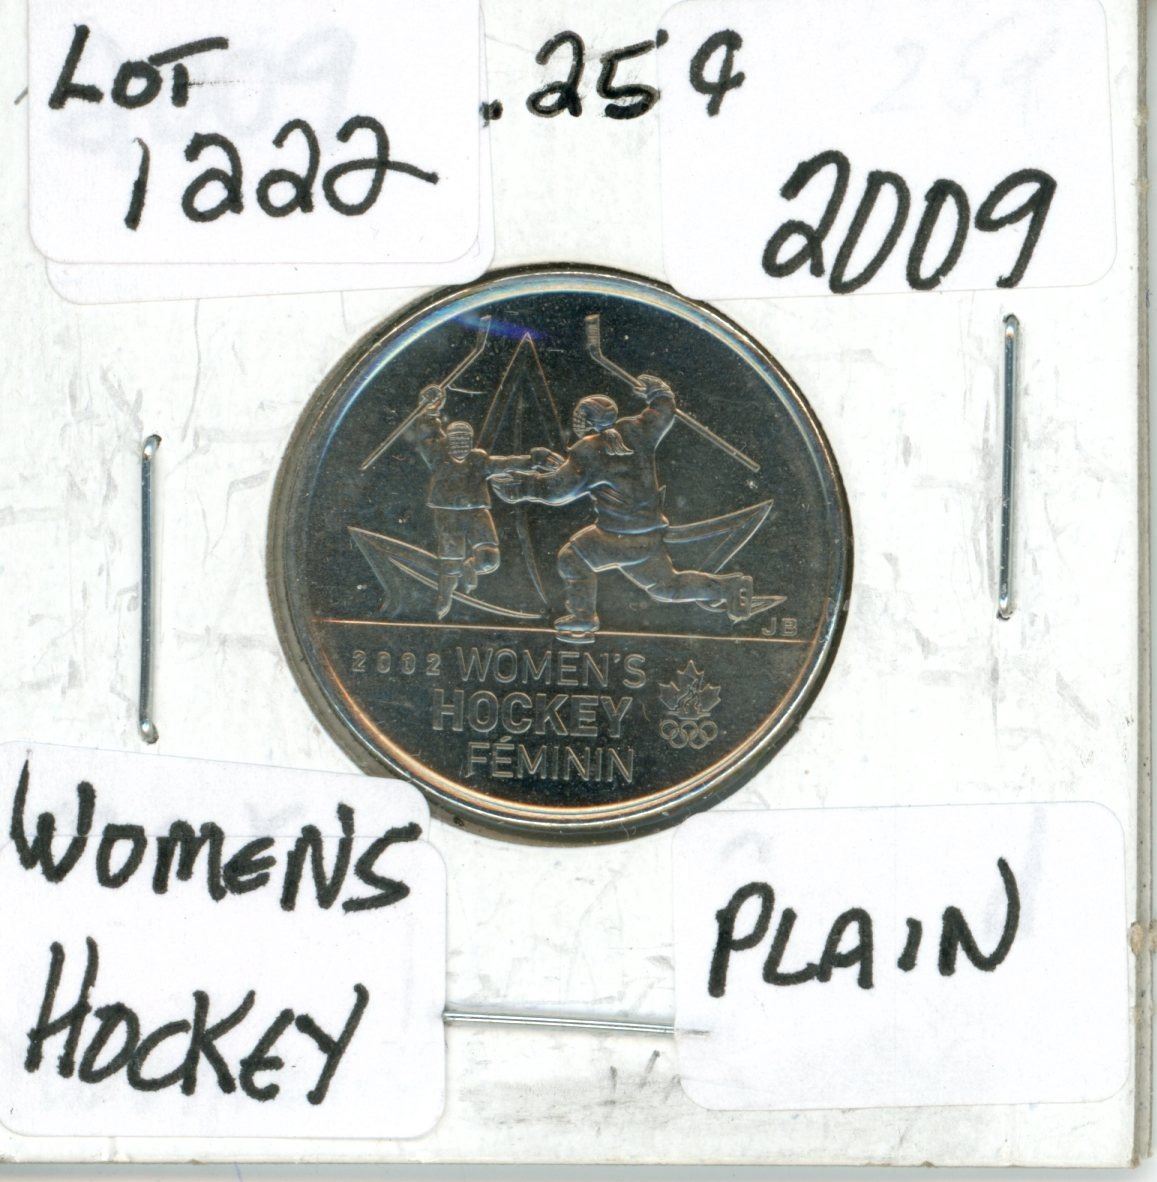 LOT
1222
.25¢
2009
JB
2002 WOMEN'S
HOCKEY
FÉMININ
WOMENS
HOCKEY
PLAIN